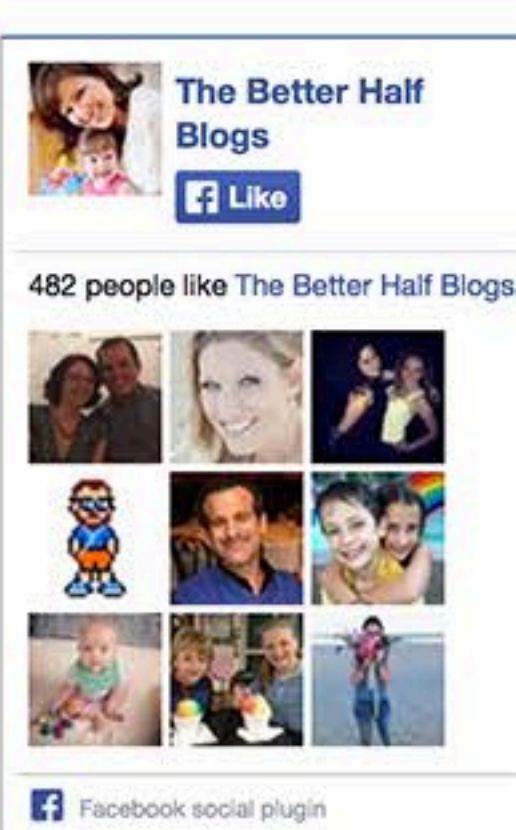 The Better Half
Blogs
Like
482 people like The Better Half Blogs
Facebook social plugin